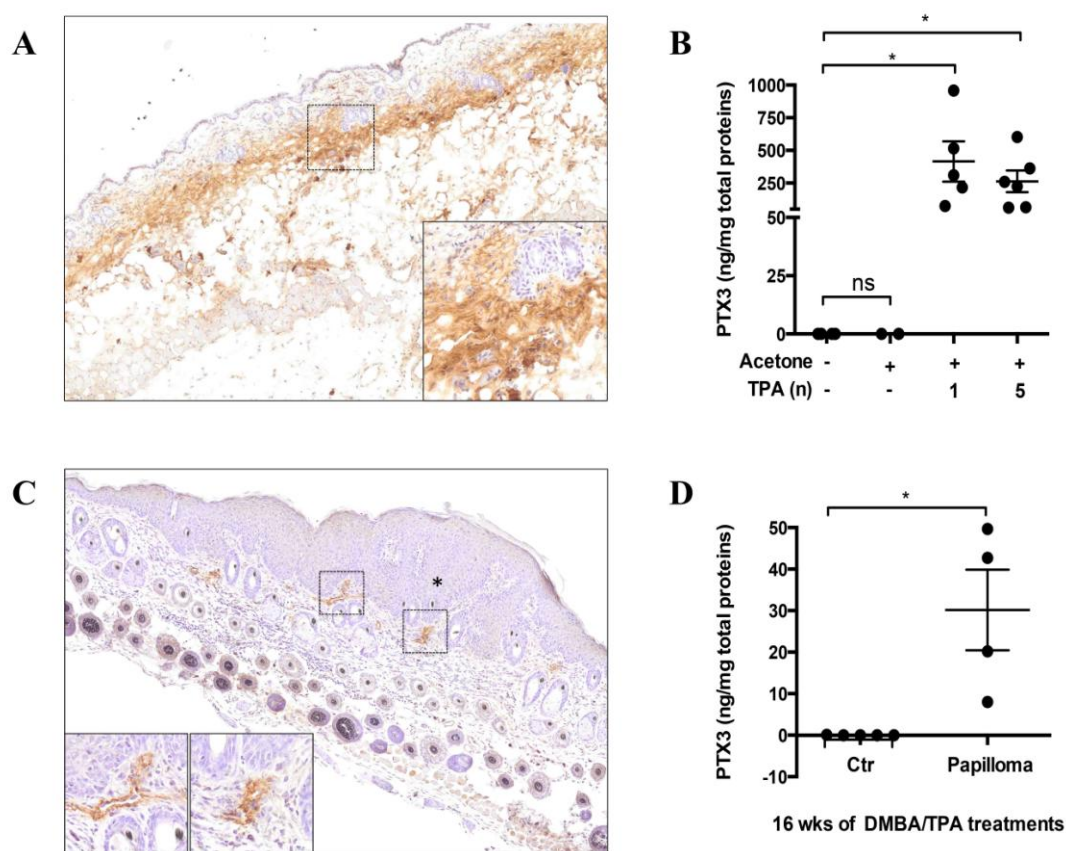 A
B
*
*
PTX3 (ng/mg total proteins)
1000
750
500
250
50
25
0
ns
Acetone - + + +
TPA (n) - - 1 5
C
*
D
*
PTX3 (ng/mg total proteins)
50
40
30
20
10
0
-10
Ctr Papilloma
16 wks of DMBA/TPA treatments